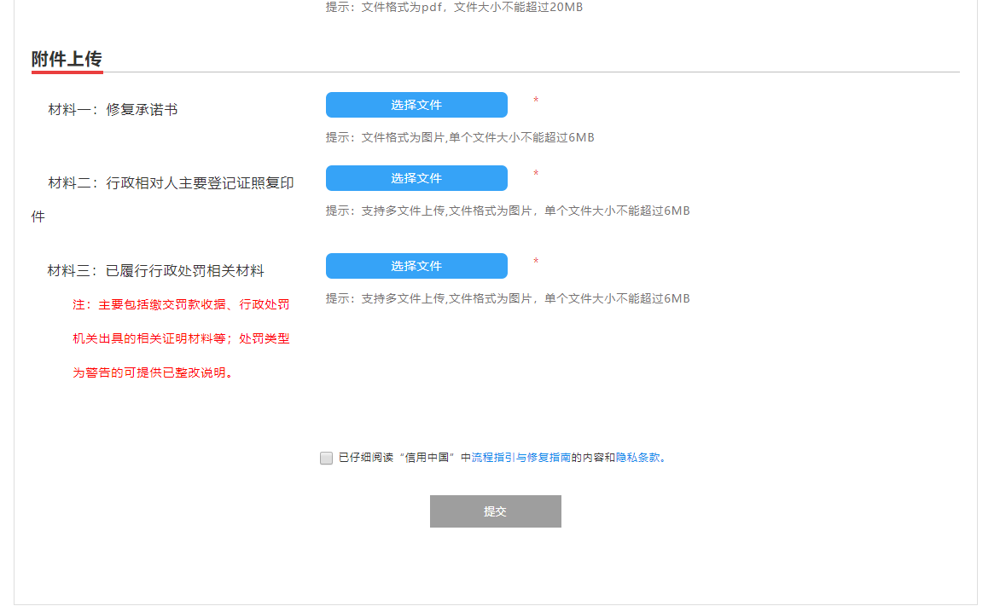 提示：文件格式为pdf，文件大小不能超过20MB
附件上传
材料一：修复承诺书
选择文件 *
提示：文件格式为图片,单个文件大小不能超过6MB
材料二：行政相对人主要登记证照复印
件
选择文件 *
提示：支持多文件上传,文件格式为图片，单个文件大小不能超过6MB
材料三：已履行行政处罚相关材料
选择文件 *
提示：支持多文件上传,文件格式为图片，单个文件大小不能超过6MB
注：主要包括缴交罚款收据、行政处罚
机关出具的相关证明材料等；处罚类型
为警告的可提供已整改说明。
已仔细阅读“信用中国”中流程指引与修复指南的内容和隐私条款。
提交